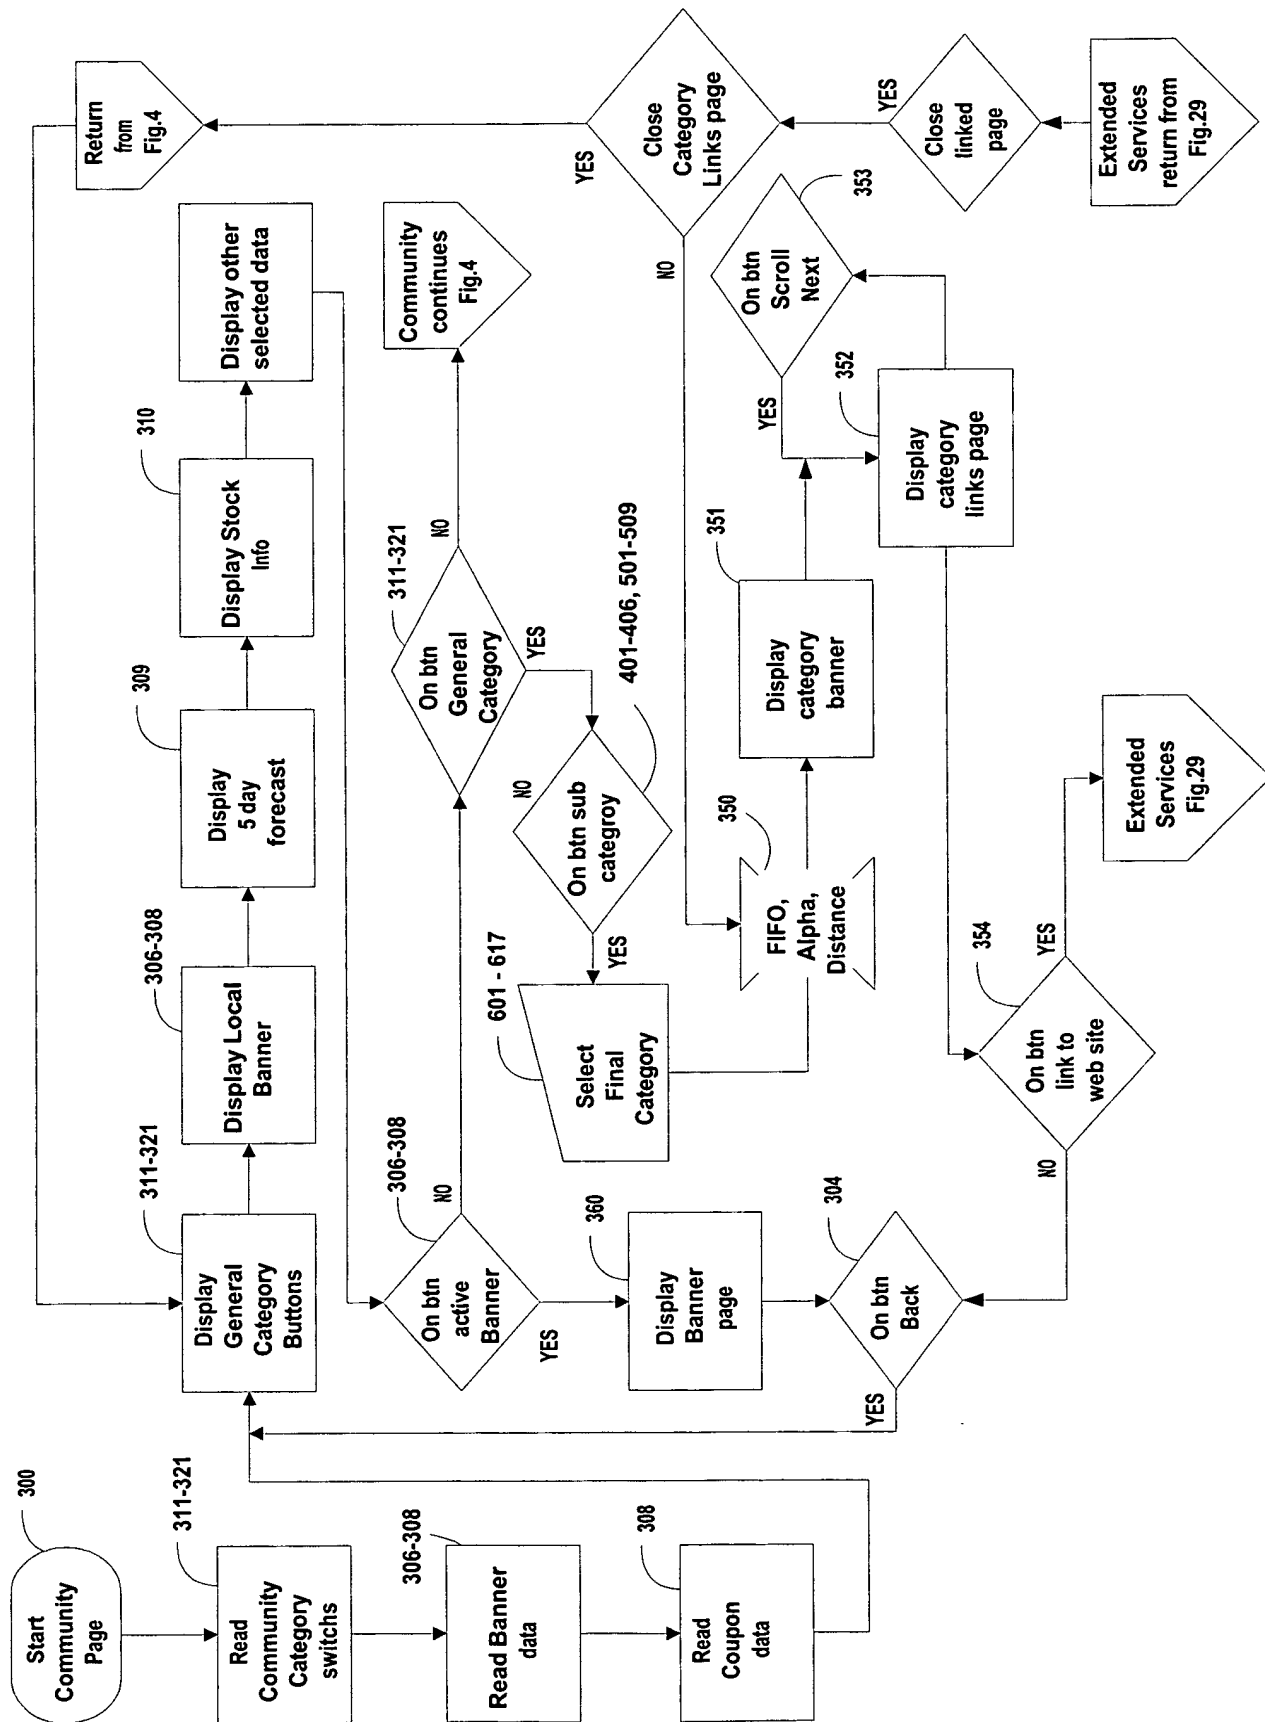 300
Start
Community
Page
311-321
Read
Community
Category
switchs
306-308
Read Banner
data
308
Read
Coupon
data
311-321
Display
General
Category
Buttons
306-308
Display Local
Banner
309
Display
5 day
forecast
310
Display Stock
Info
Display other
selected data
Return
from
Fig.4
306-308
On btn
active
Banner
NO
YES
360
Display
Banner
page
304
On btn
Back
YES
311-321
On btn
General
Category
NO
YES
Community
continues
Fig.4
401-406, 501-509
On btn sub
categroy
NO
YES
601 - 617
Select
Final
Category
350
FIFO,
Alpha,
Distance
351
Display
category
banner
352
Display
category
links page
353
On btn
Scroll
Next
YES
354
On btn
link to
web site
NO
YES
Extended
Services
Fig.29
Close
Category
Links page
YES
NO
Close
linked
page
YES
Extended
Services
return from
Fig.29